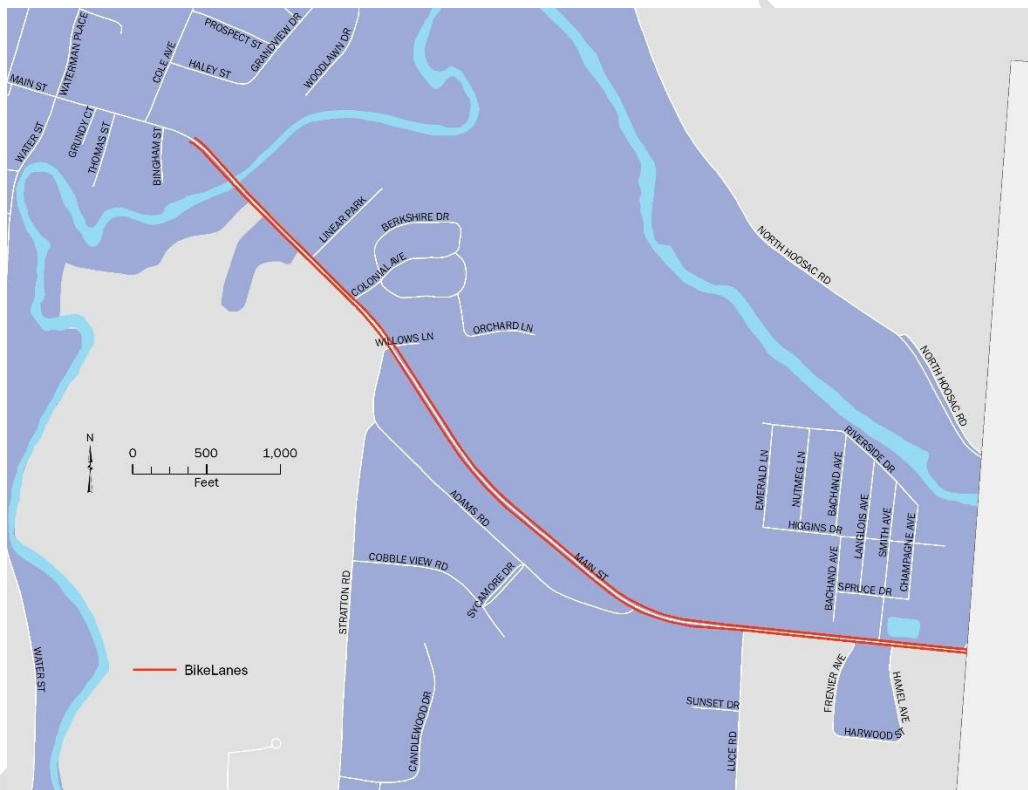 PROSPECT ST
GRANDVIEW DR
WATERMAN PLACE
COLE AVE
HALEY ST
WOODLAWN DR
MAIN ST
WATER ST
GRUNDY CT
THOMAS ST
BINGHAM ST
LINEAR PARK
BERKSHIRE DR
COLONIAL AVE
NORTH HOOSAC RD
ORCHARD LN
WILLOWS LN
NORTH HOOSAC RD
N
0 500 1,000
Feet
ADAMS RD
RIVERSIDE DR
EMERALD LN
NUTMEG LN
BACHAND AVE
LANGLOIS AVE
SMITH AVE
CHAMPAGNE AVE
HIGGINS DR
COBBLE VIEW RD
MAIN ST
SYCAMORE DR
STRATTON RD
BACHAND AVE
SPRUCE DR
WATER ST
BikeLanes
CANDLEWOOD DR
SUNSET DR
LUCE RD
FRENIER AVE
HAMEL AVE
HARWOOD ST